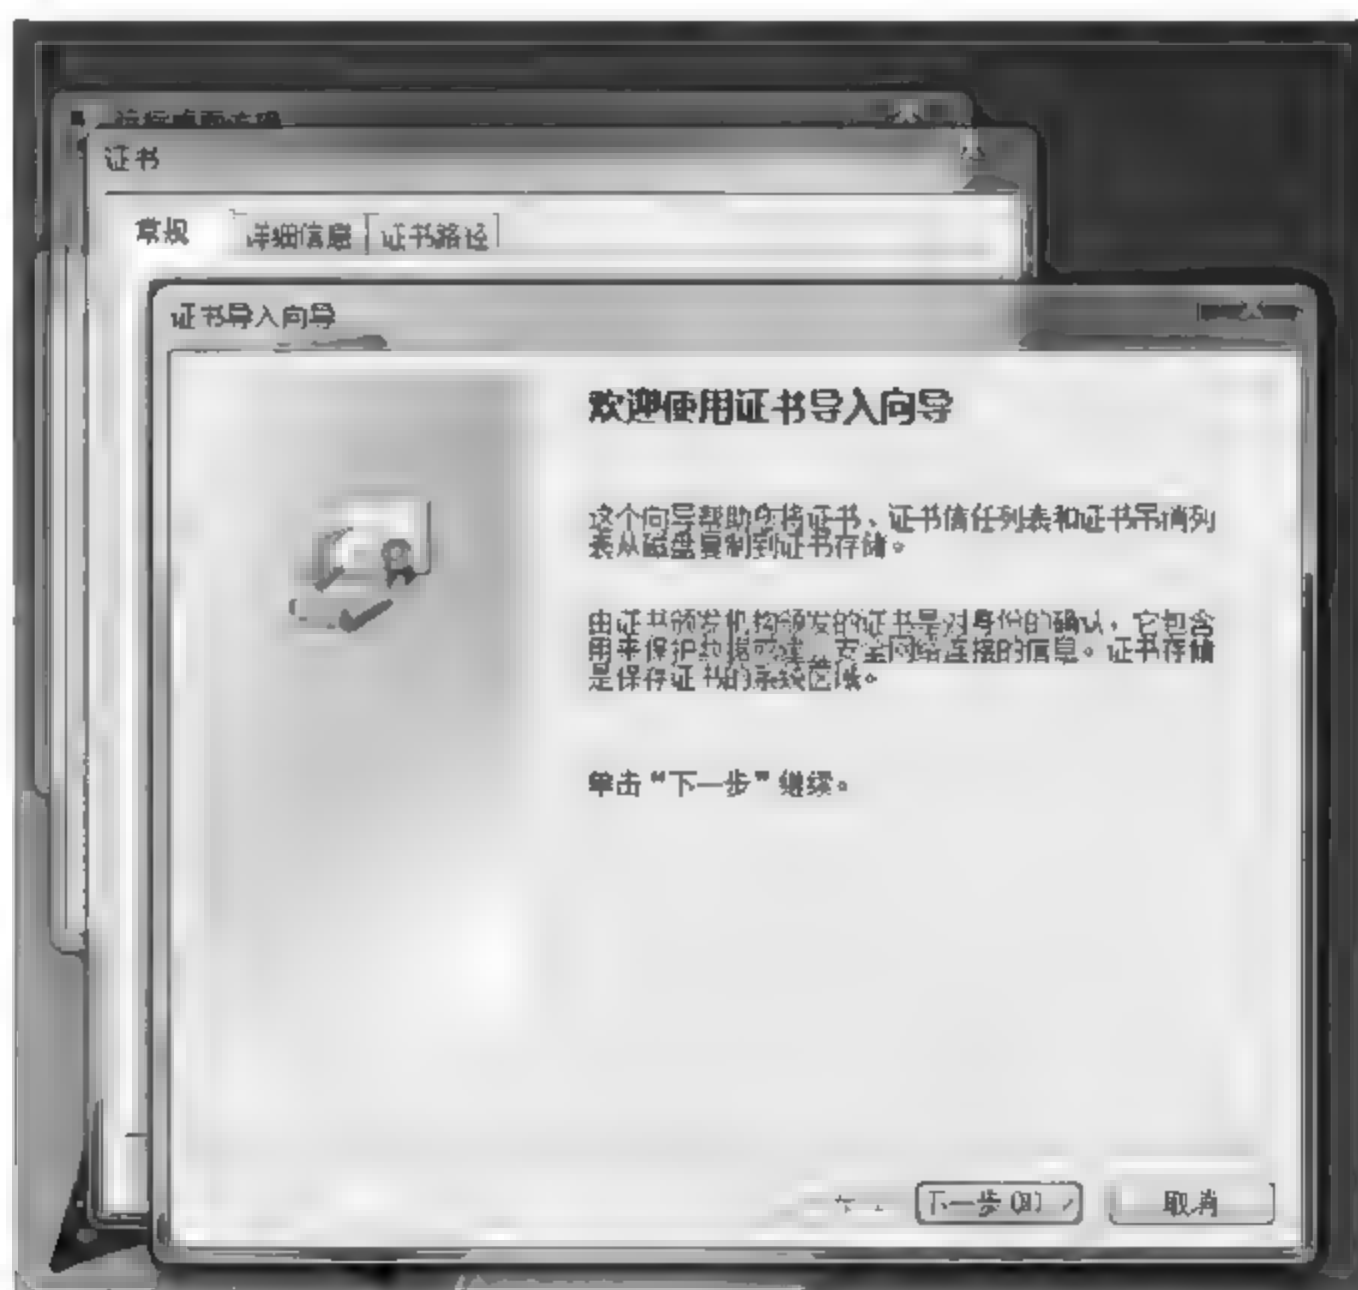 远程桌面连接
证书
常规 详细信息 证书路径
证书导入向导
欢迎使用证书导入向导
这个向导帮助您将证书、证书信任列表和证书吊销列
表从磁盘复制到证书存储。
由证书颁发机构颁发的证书是对身份的确认，它包含
用来保护数据或建立安全网络连接的信息。证书存储
是保存证书的系统区域。
单击“下一步”继续。
下一步(N) 取消